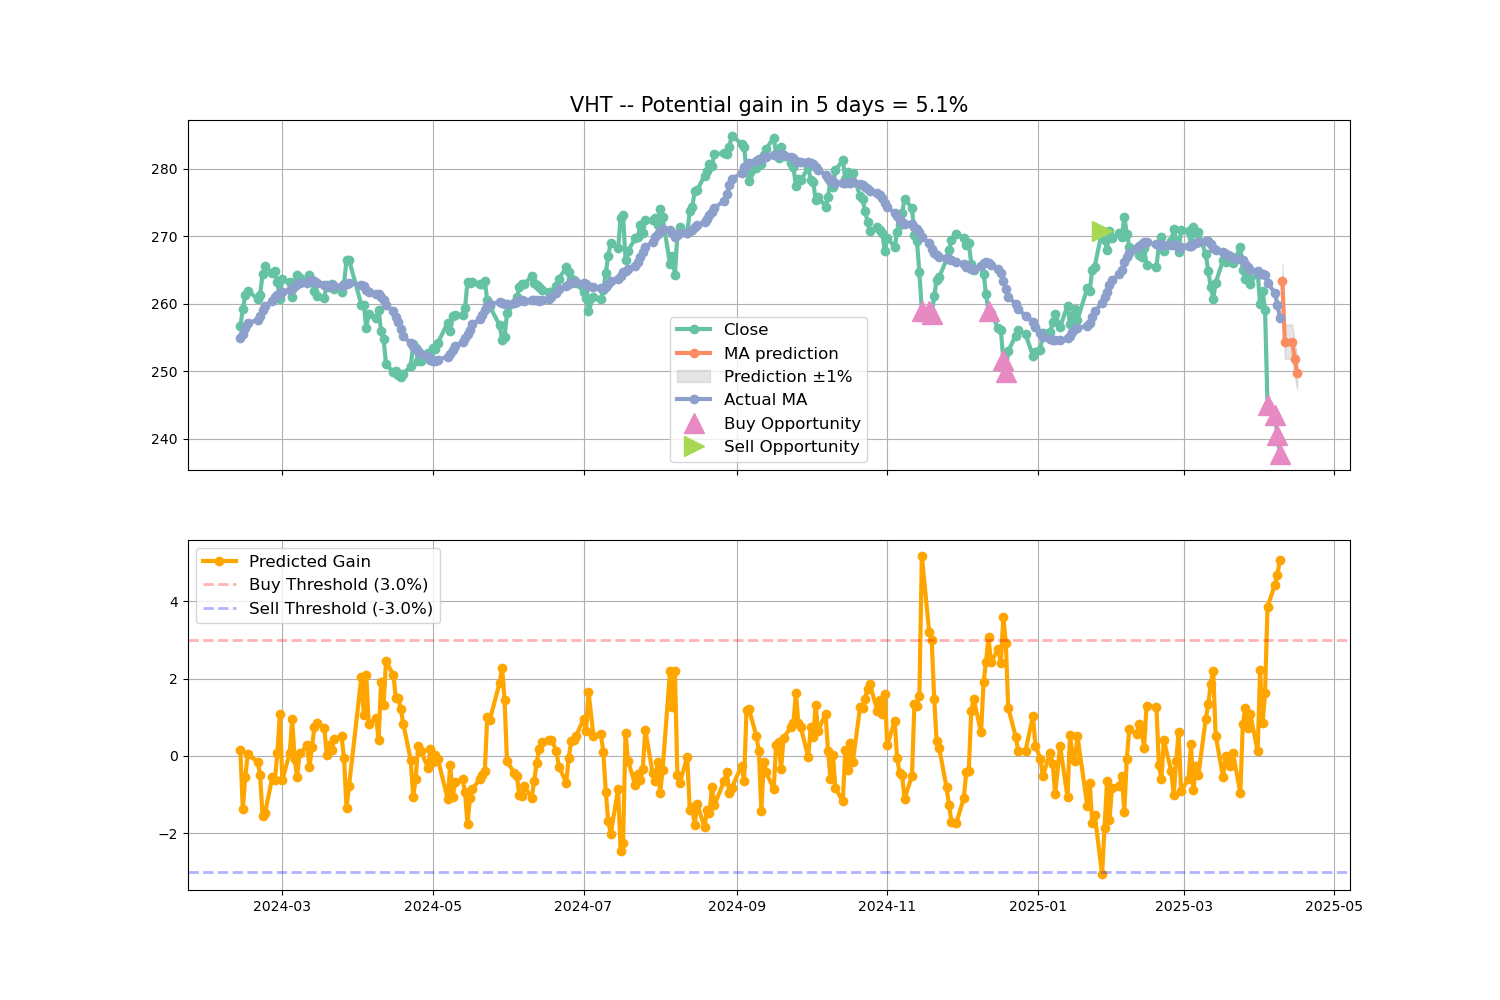 VHT -- Potential gain in 5 days = 5.1%
280
270
260
250
240
Close
MA prediction
Prediction ±1%
Actual MA
Buy Opportunity
Sell Opportunity
Predicted Gain
Buy Threshold (3.0%)
Sell Threshold (-3.0%)
4
2
0
−2
2024-03
2024-05
2024-07
2024-09
2024-11
2025-01
2025-03
2025-05